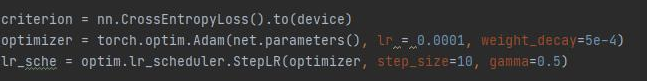 criterion = nn.CrossEntropyLoss().to(device)
optimizer = torch.optim.Adam(net.parameters(), lr = 0.0001, weight_decay=5e-4)
lr_sche = optim.lr_scheduler.StepLR(optimizer, step_size=10, gamma=0.5)